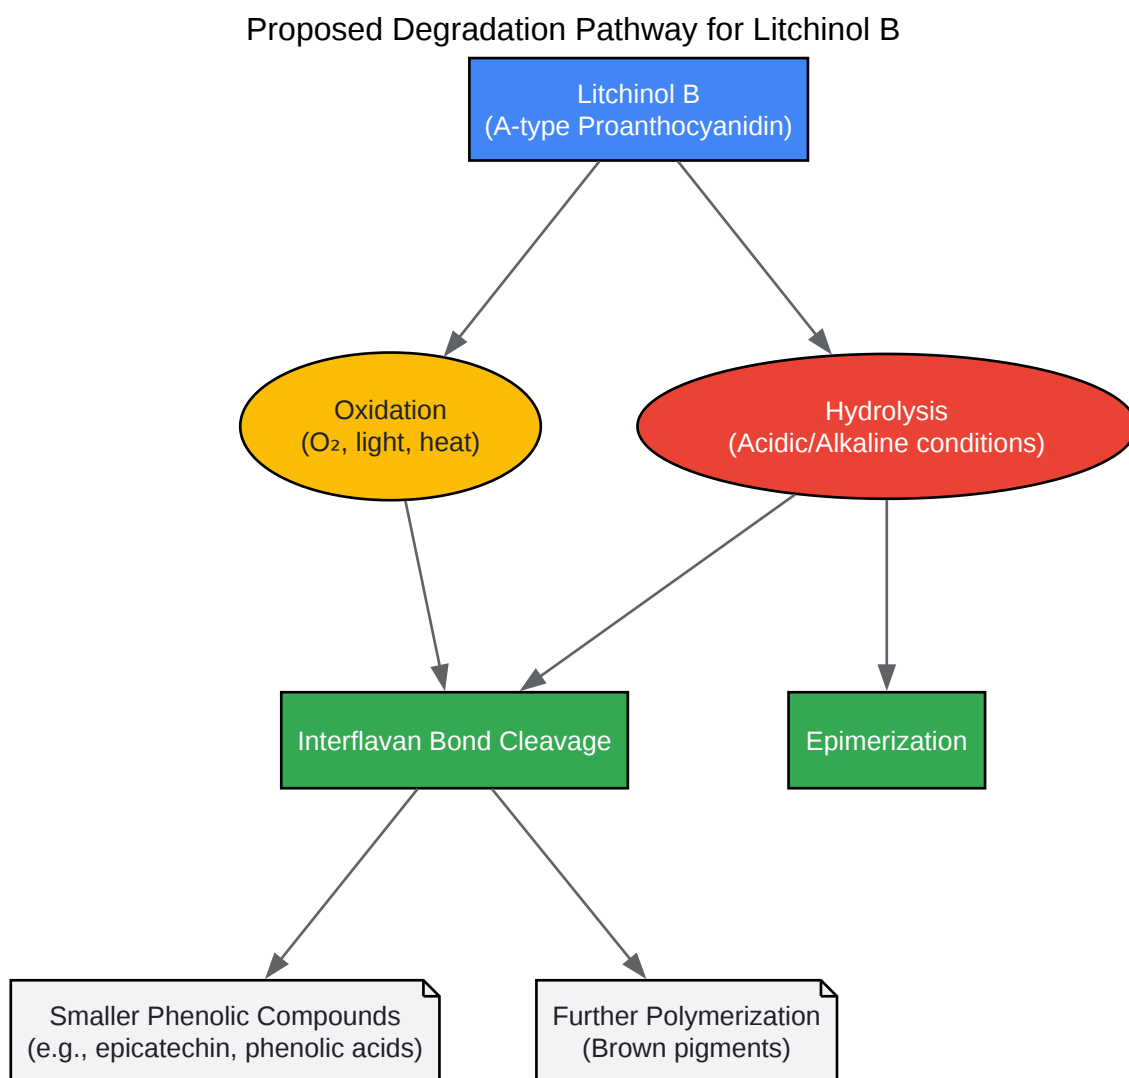 Proposed Degradation Pathway for Litchinol B
Litchinol B
(A-type Proanthocyanidin)
Oxidation
(O₂, light, heat)
Hydrolysis
(Acidic/Alkaline conditions)
Interflavan Bond Cleavage
Epimerization
Smaller Phenolic Compounds
(e.g., epicatechin, phenolic acids)
Further Polymerization
(Brown pigments)